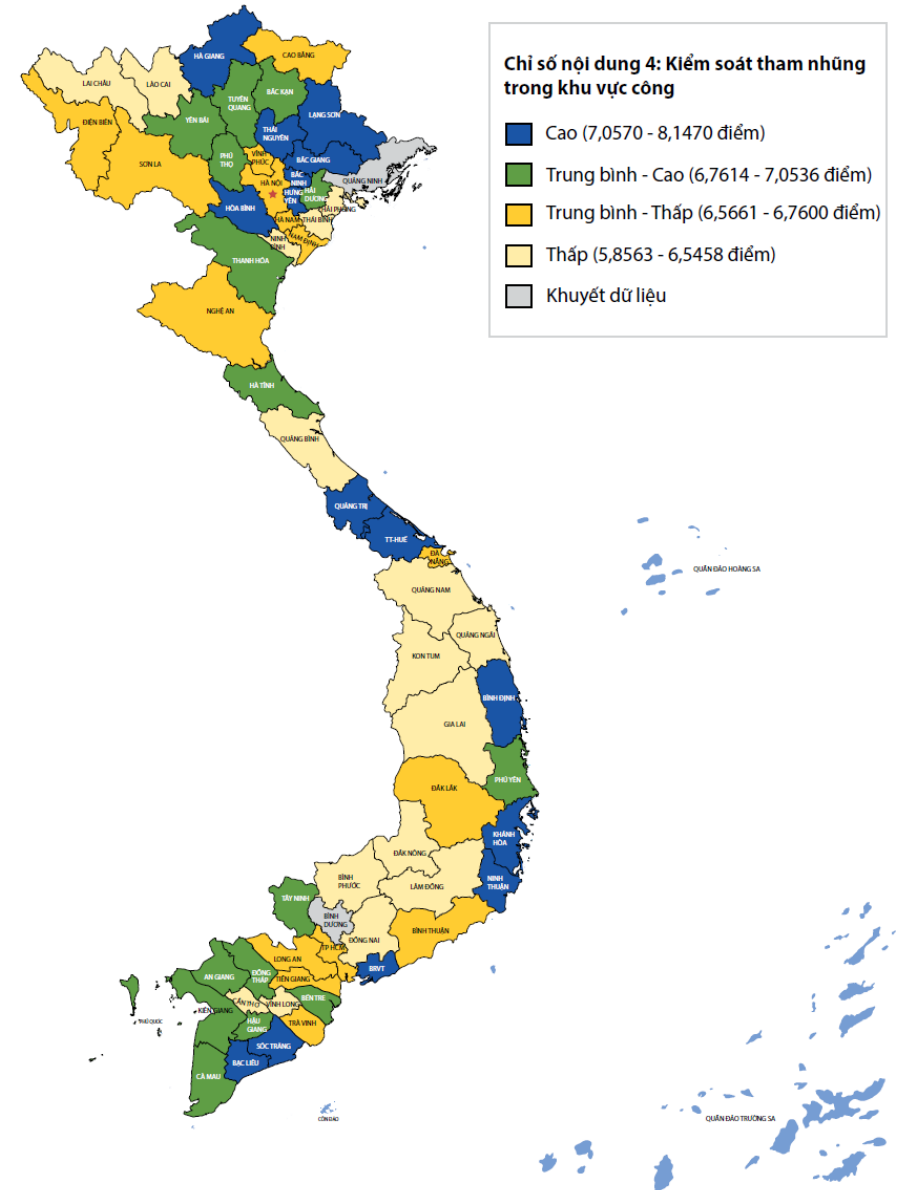 Chỉ số nội dung 4: Kiểm soát tham nhũng
trong khu vực công
Cao (7,0570 - 8,1470 điểm)
Trung bình - Cao (6,7614 - 7,0536 điểm)
Trung bình - Thấp (6,5661 - 6,7600 điểm)
Thấp (5,8563 - 6,5458 điểm)
Khuyết dữ liệu
HÀ GIANG
CAO BẰNG
LAI CHÂU
LÀO CAI
TUYÊN
QUANG
BẮC KẠN
LẠNG SƠN
ĐIỆN BIÊN
YÊN BÁI
THÁI
NGUYÊN
SƠN LA
PHÚ
THỌ
VĨNH
PHÚC
BẮC GIANG
QUẢNG NINH
HÀ NỘI
BẮC
NINH
HƯNG
YÊN
HẢI
DƯƠNG
HẢI PHÒNG
HÒA BÌNH
HÀ NAM
THÁI BÌNH
NINH
BÌNH
NAM ĐỊNH
THANH HÓA
NGHỆ AN
HÀ TĨNH
QUẢNG BÌNH
QUẢNG TRỊ
TT-HUẾ
ĐÀ
NẴNG
QUẦN ĐẢO HOÀNG SA
QUẢNG NAM
QUẢNG NGÃI
KON TUM
BÌNH ĐỊNH
GIA LAI
PHÚ YÊN
ĐẮK LẮK
KHÁNH
HÒA
ĐẮK NÔNG
NINH
THUẬN
LÂM ĐỒNG
BÌNH
PHƯỚC
TÂY NINH
BÌNH
DƯƠNG
BÌNH THUẬN
ĐỒNG NAI
TP HCM
LONG AN
BRVT
AN GIANG
ĐỒNG
THÁP
TIỀN GIANG
BẾN TRE
CẦN THƠ
VĨNH LONG
KIÊN GIANG
PHÚ QUỐC
HẬU
GIANG
TRÀ VINH
SÓC TRĂNG
BẠC LIÊU
CÀ MAU
CÔN ĐẢO
QUẦN ĐẢO TRƯỜNG SA